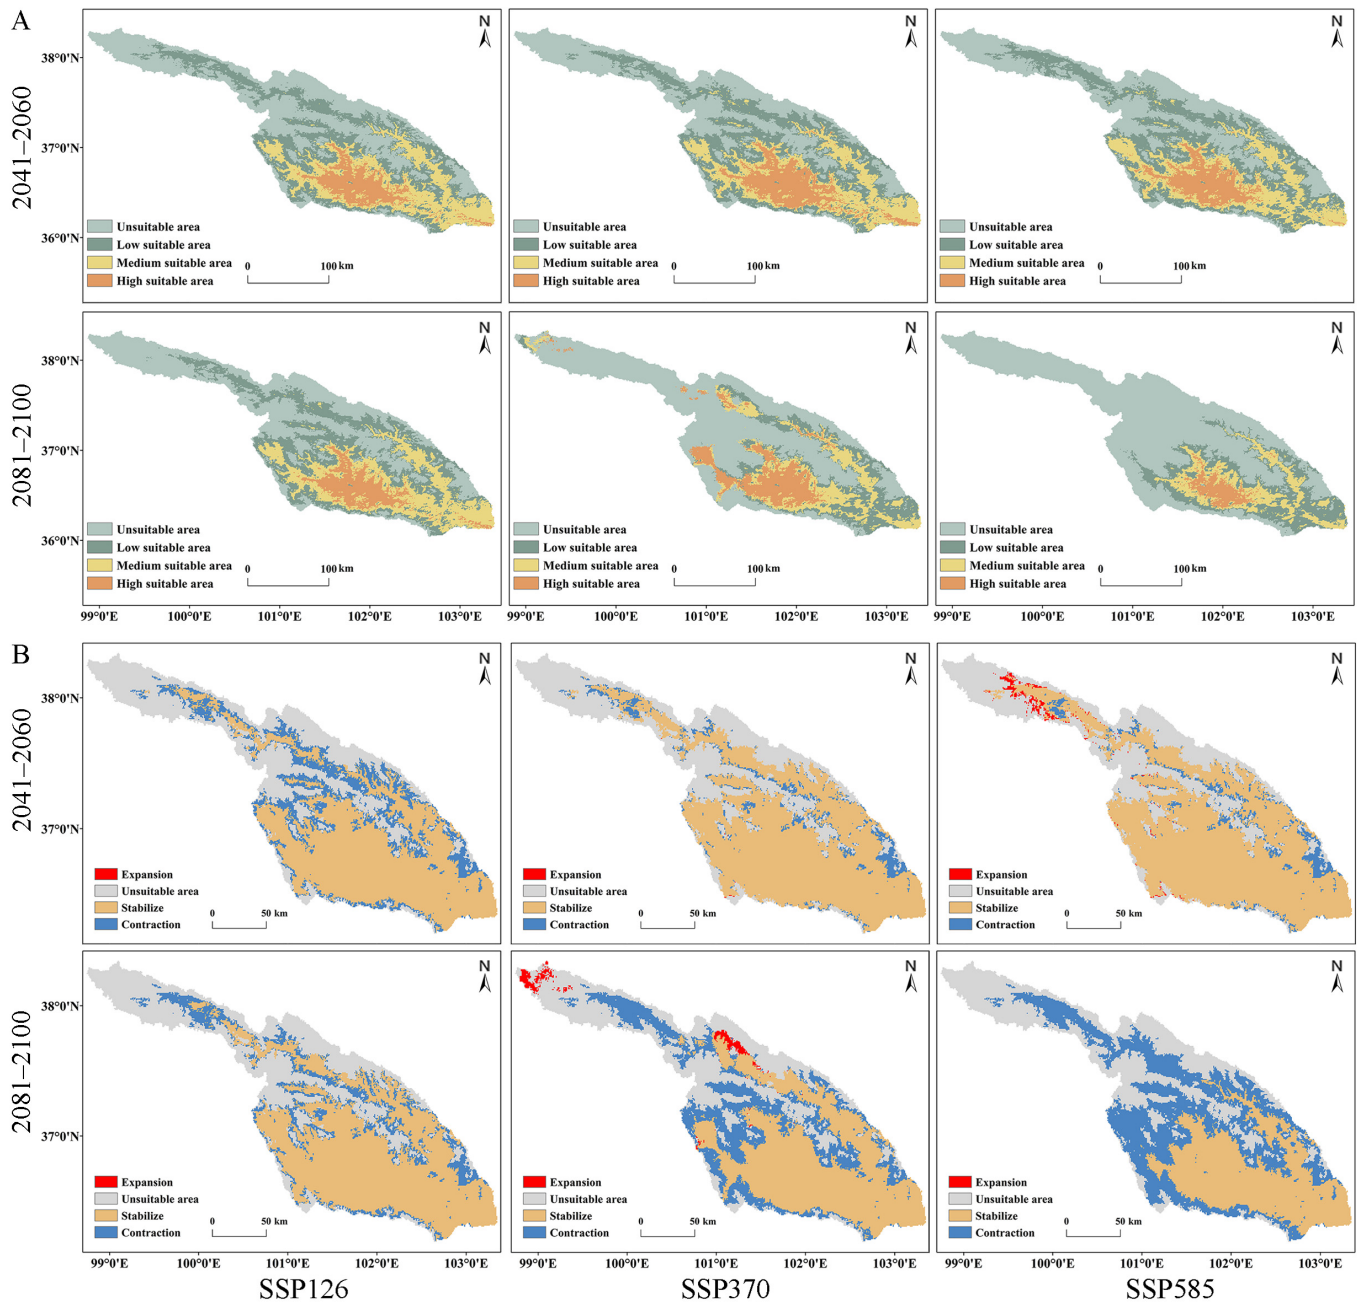 A
2041–2060
38°0'N
37°0'N
36°0'N
N
Unsuitable area
Low suitable area
Medium suitable area
High suitable area
0 100 km
N
Unsuitable area
Low suitable area
Medium suitable area
High suitable area
0 100 km
N
Unsuitable area
Low suitable area
Medium suitable area
High suitable area
0 100 km
2081–2100
38°0'N
37°0'N
36°0'N
N
Unsuitable area
Low suitable area
Medium suitable area
High suitable area
0 100 km
N
Unsuitable area
Low suitable area
Medium suitable area
High suitable area
0 100 km
N
Unsuitable area
Low suitable area
Medium suitable area
High suitable area
0 100 km
99°0'E 100°0'E 101°0'E 102°0'E 103°0'E
99°0'E 100°0'E 101°0'E 102°0'E 103°0'E
99°0'E 100°0'E 101°0'E 102°0'E 103°0'E
B
2041–2060
38°0'N
37°0'N
N
Expansion
Unsuitable area
Stabilize
Contraction
0 50 km
N
Expansion
Unsuitable area
Stabilize
Contraction
0 50 km
N
Expansion
Unsuitable area
Stabilize
Contraction
0 50 km
2081–2100
38°0'N
37°0'N
N
Expansion
Unsuitable area
Stabilize
Contraction
0 50 km
N
Expansion
Unsuitable area
Stabilize
Contraction
0 50 km
N
Expansion
Unsuitable area
Stabilize
Contraction
0 50 km
99°0'E 100°0'E 101°0'E 102°0'E 103°0'E
99°0'E 100°0'E 101°0'E 102°0'E 103°0'E
99°0'E 100°0'E 101°0'E 102°0'E 103°0'E
SSP126
SSP370
SSP585